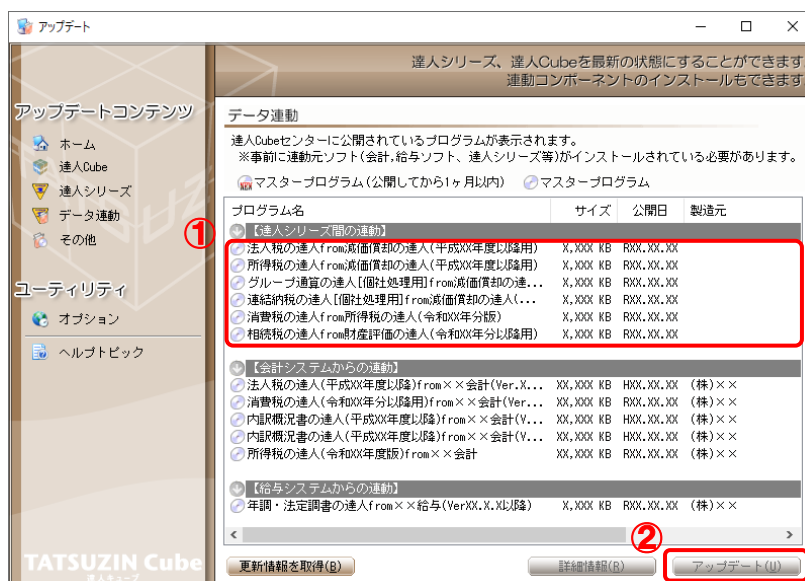 アップデート
達人シリーズ、達人Cubeを最新の状態にすることができます
連動コンポーネントのインストールもできます
アップデートコンテンツ
ホーム
達人Cube
達人シリーズ
データ連動
その他
ユーティリティ
オプション
ヘルプトピック
TATSUZIN Cube
達人キューブ
データ連動
達人Cubeセンターに公開されているプログラムが表示されます。
※事前に連動元ソフト(会計,給与ソフト、達人シリーズ等)がインストールされている必要があります。
マスタープログラム(公開してから1ヶ月以内) マスタープログラム
プログラム名 サイズ 公開日 製造元
①
【達人シリーズ間の連動】
法人税の達人from減価償却の達人(平成XX年度以降用) X,XXX KB RXX.XX.XX
所得税の達人from減価償却の達人(平成XX年度以降用) X,XXX KB RXX.XX.XX
グループ通算の達人[個社処理用]from減価償却の達... X,XXX KB RXX.XX.XX
連結納税の達人[個社処理用]from減価償却の達人(... X,XXX KB RXX.XX.XX
消費税の達人from所得税の達人(令和XX年分版) X,XXX KB RXX.XX.XX
相続税の達人from財産評価の達人(令和XX年分以降用) X,XXX KB RXX.XX.XX
【会計システムからの連動】
法人税の達人(平成XX年度以降)from××会計(Ver.X... XX,XXX KB HXX.XX.XX (株)××
消費税の達人(令和XX年分以降用)from××会計(Ver... XX,XXX KB RXX.XX.XX (株)××
内訳概況書の達人(平成XX年度以降)from××会計(V... XX,XXX KB HXX.XX.XX (株)××
内訳概況書の達人(平成XX年度以降)from××会計(V... XX,XXX KB HXX.XX.XX (株)××
所得税の達人(令和XX年度版)from××会計 XX,XXX KB RXX.XX.XX (株)××
【給与システムからの連動】
年調・法定調書の達人from××給与(VerXX.X.X以降) X,XXX KB RXX.XX.XX (株)××
②
更新情報を取得(B) 詳細情報(R) アップデート(U)